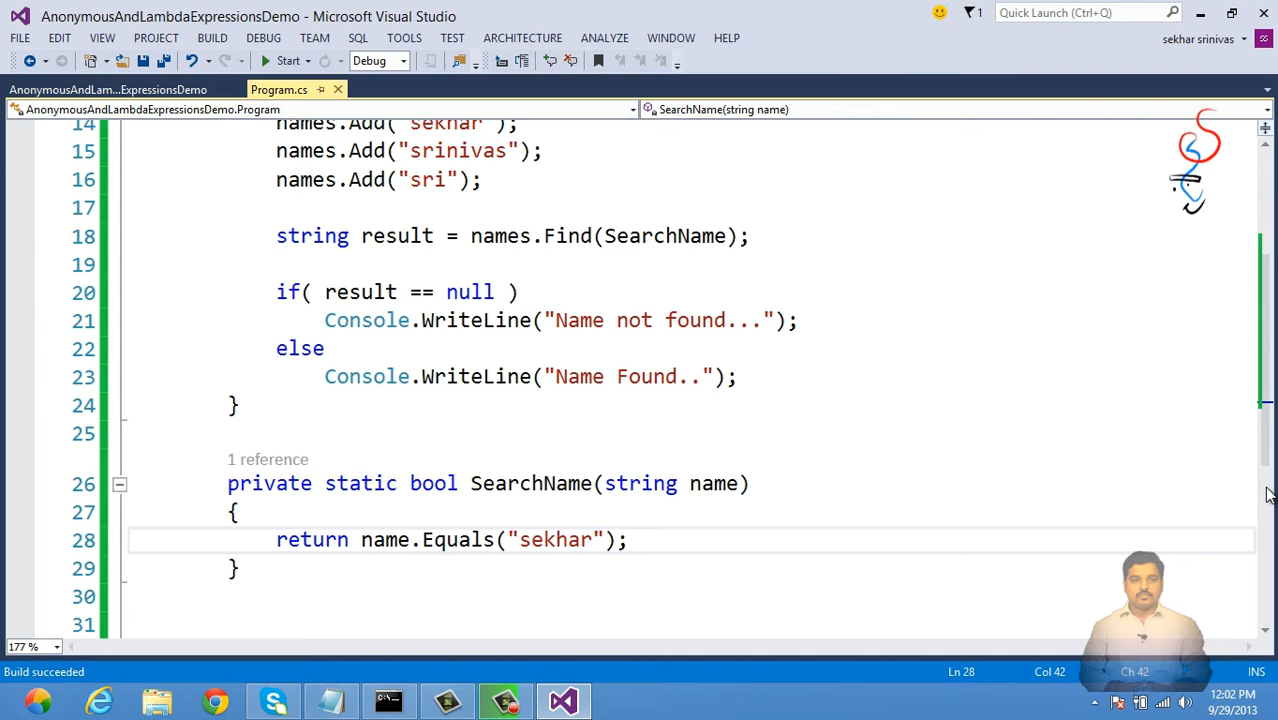 AnonymousAndLambdaExpressionsDemo - Microsoft Visual Studio
1
Quick Launch (Ctrl+Q)
FILE EDIT VIEW PROJECT BUILD DEBUG TEAM SQL TOOLS TEST ARCHITECTURE ANALYZE WINDOW HELP
sekhar srinivas
Start Debug
AnonymousAndLam...ExpressionsDemo Program.cs
AnonymousAndLambdaExpressionsDemo.Program SearchName(string name)
14 names.Add("sekhar");
15 names.Add("srinivas");
16 names.Add("sri");
17
18 string result = names.Find(SearchName);
19
20 if( result == null )
21 Console.WriteLine("Name not found...");
22 else
23 Console.WriteLine("Name Found..");
24 }
25
1 reference
26 private static bool SearchName(string name)
27 {
28 return name.Equals("sekhar");
29 }
30
31
177 %
Build succeeded Ln 28 Col 42 Ch 42 INS
12:02 PM
9/29/2013